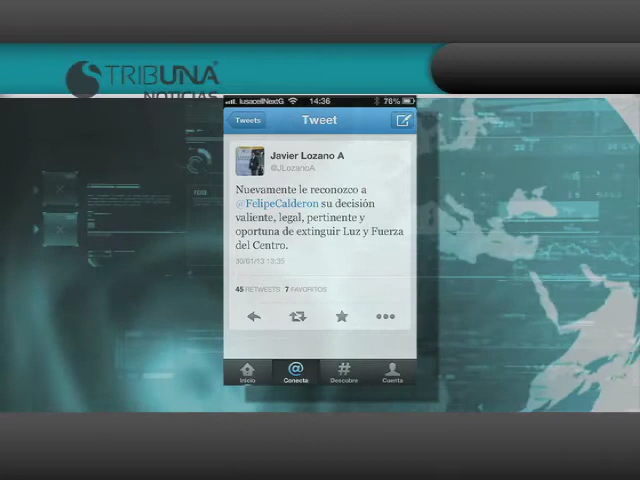 TRIBUNA
NOTICIAS
lusacellNextG 14:36 76%
Tweets Tweet
Javier Lozano A
@JLozanoA
Nuevamente le reconozco a
@FelipeCalderon su decisión
valiente, legal, pertinente y
oportuna de extinguir Luz y Fuerza
del Centro.
30/01/13 13:35
45 RETWEETS 7 FAVORITOS
Inicio Conecta Descubre Cuenta